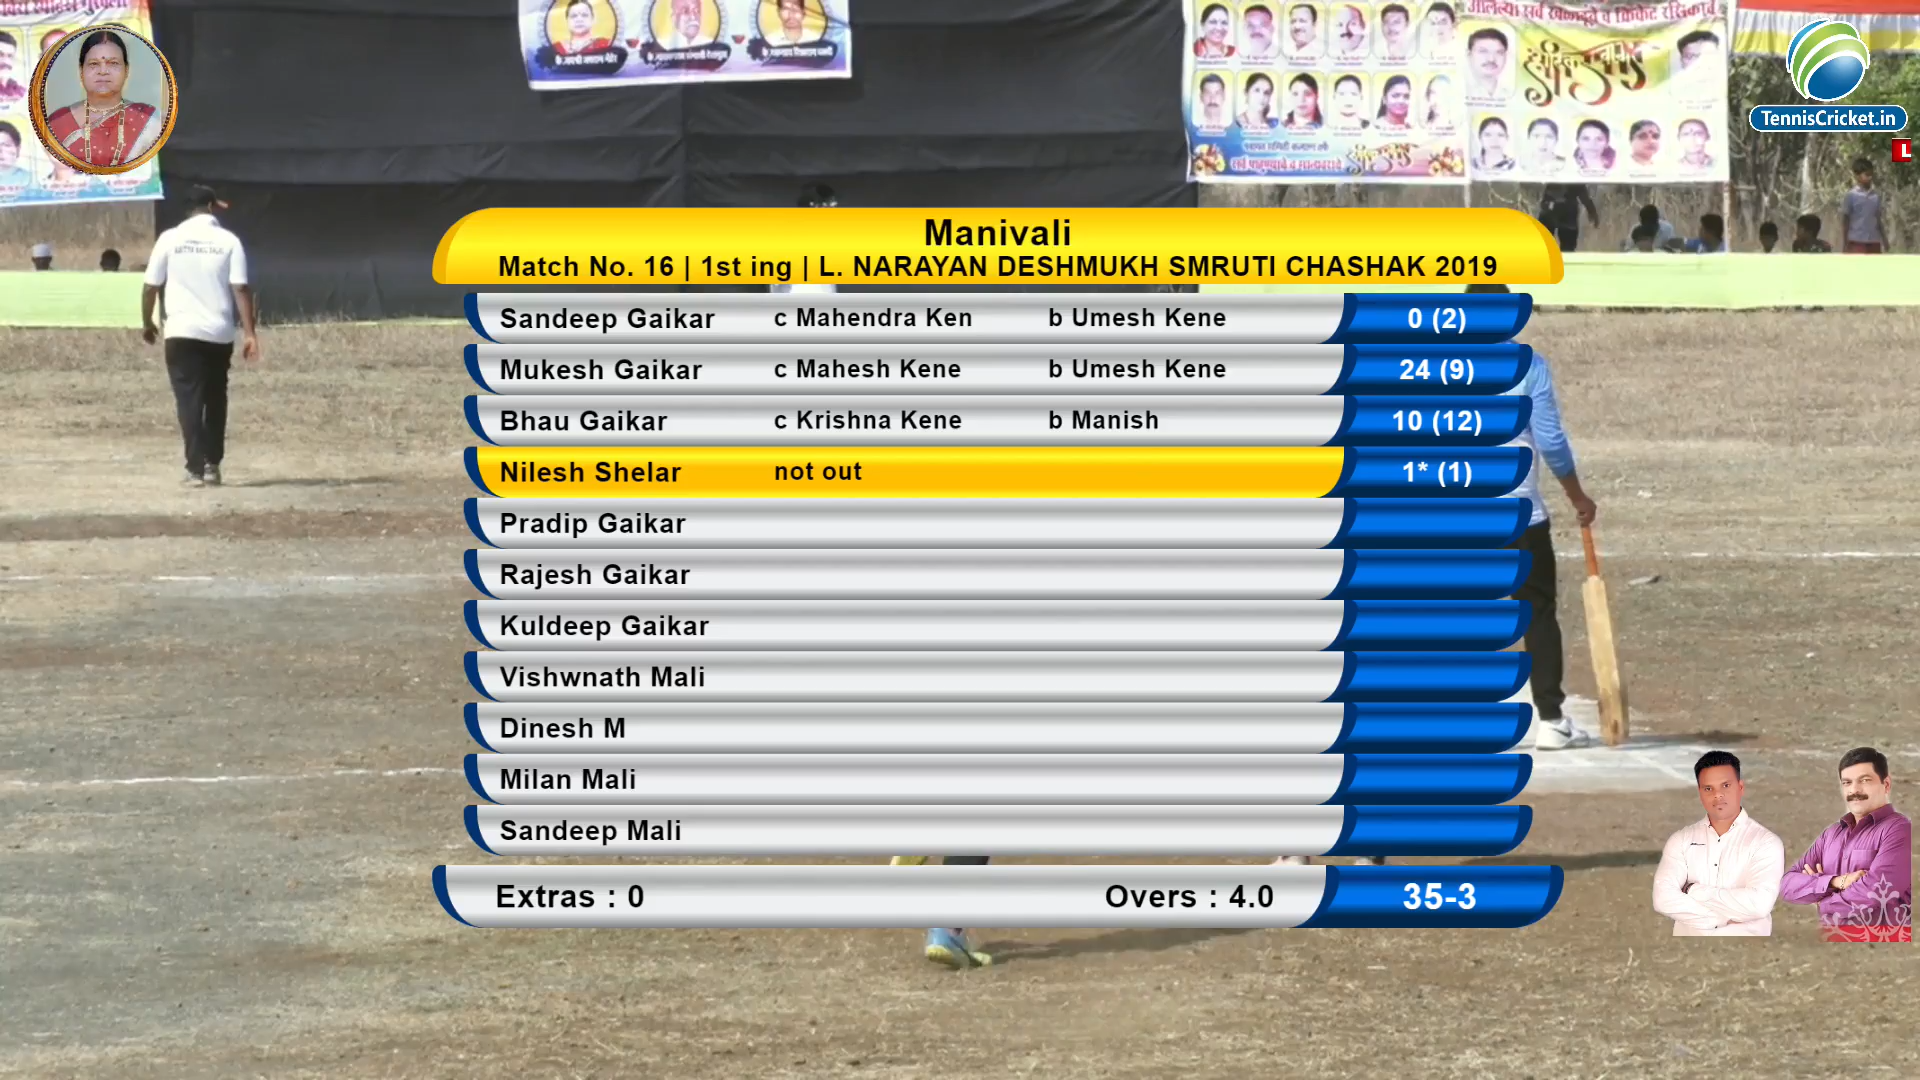 TennisCricket.in
Manivali
Match No. 16 | 1st ing | L. NARAYAN DESHMUKH SMRUTI CHASHAK 2019
Sandeep Gaikar c Mahendra Ken b Umesh Kene 0 (2)
Mukesh Gaikar c Mahesh Kene b Umesh Kene 24 (9)
Bhau Gaikar c Krishna Kene b Manish 10 (12)
Nilesh Shelar not out 1* (1)
Pradip Gaikar
Rajesh Gaikar
Kuldeep Gaikar
Vishwnath Mali
Dinesh M
Milan Mali
Sandeep Mali
Extras : 0 Overs : 4.0 35-3